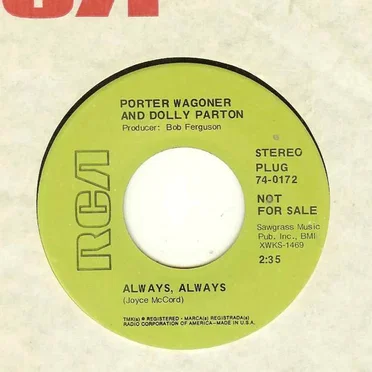 RCA
PORTER WAGONER
AND DOLLY PARTON
Producer: Bob Ferguson
RCA
STEREO
PLUG
74-0172
NOT
FOR SALE
Sawgrass Music
Pub. Inc., BMI
XWKS-1469
2:35
ALWAYS, ALWAYS
(Joyce McCord)
TMK(s) ® REGISTERED • MARCA(s) REGISTRADA(s)
RADIO CORPORATION OF AMERICA—MADE IN U.S.A.